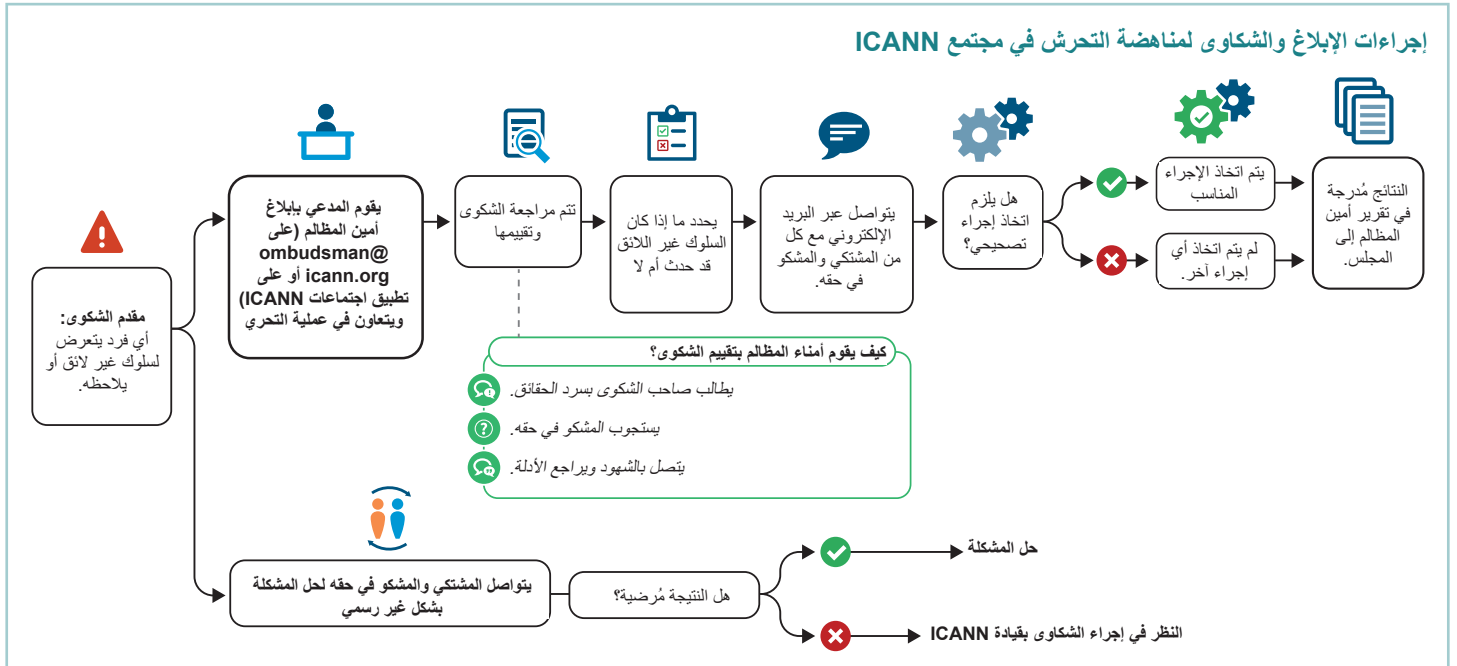 إجراءات الإبلاغ والشكاوى لمناهضة التحرش في مجتمع ICANN
مقدم الشكوى:
أي فرد يتعرض
لسلوك غير لائق أو
يلاحظه.
يقوم المدعي بإبلاغ
أمين المظالم (على
ombudsman@
icann.org أو على
تطبيق اجتماعات ICANN)
ويتعاون في عملية التحري
تتم مراجعة الشكوى
وتقييمها
يحدد ما إذا كان
السلوك غير اللائق
قد حدث أم لا
يتواصل عبر البريد
الإلكتروني مع كل
من المشتكي والمشكو
في حقه.
هل يلزم
اتخاذ إجراء
تصحيحي؟
يتم اتخاذ الإجراء
المناسب
لم يتم اتخاذ أي
إجراء آخر.
النتائج مُدرجة
في تقرير أمين
المظالم إلى
المجلس.
كيف يقوم أمناء المظالم بتقييم الشكوى؟
يطالب صاحب الشكوى بسرد الحقائق.
يستجوب المشكو في حقه.
يتصل بالشهود ويراجع الأدلة.
يتواصل المشتكي والمشكو في حقه لحل المشكلة
بشكل غير رسمي
هل النتيجة مُرضية؟
حل المشكلة
النظر في إجراء الشكاوى بقيادة ICANN